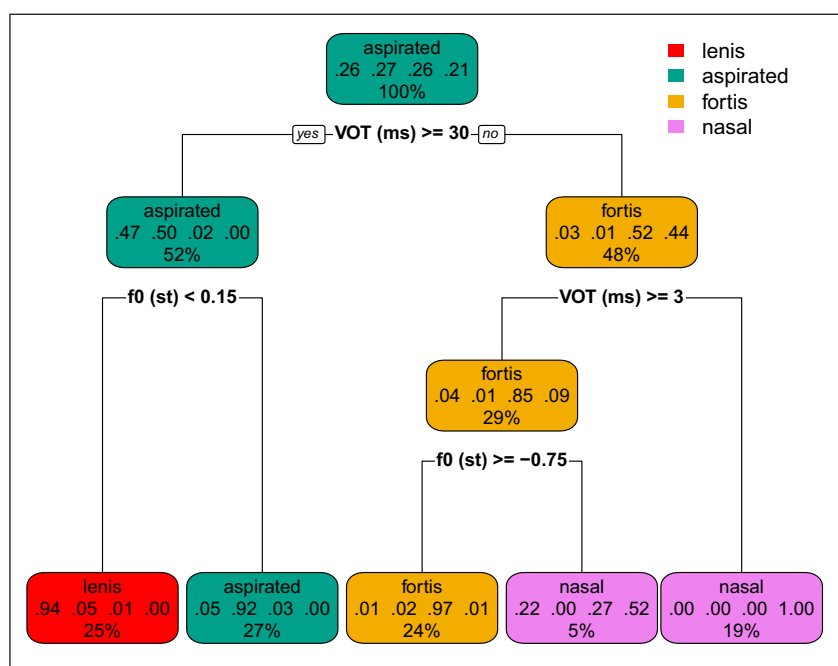 aspirated
.26 .27 .26 .21
100%
lenis
aspirated
fortis
nasal
yes VOT (ms) >= 30 no
aspirated
.47 .50 .02 .00
52%
fortis
.03 .01 .52 .44
48%
f0 (st) < 0.15
VOT (ms) >= 3
fortis
.04 .01 .85 .09
29%
f0 (st) >= −0.75
lenis
.94 .05 .01 .00
25%
aspirated
.05 .92 .03 .00
27%
fortis
.01 .02 .97 .01
24%
nasal
.22 .00 .27 .52
5%
nasal
.00 .00 .00 1.00
19%